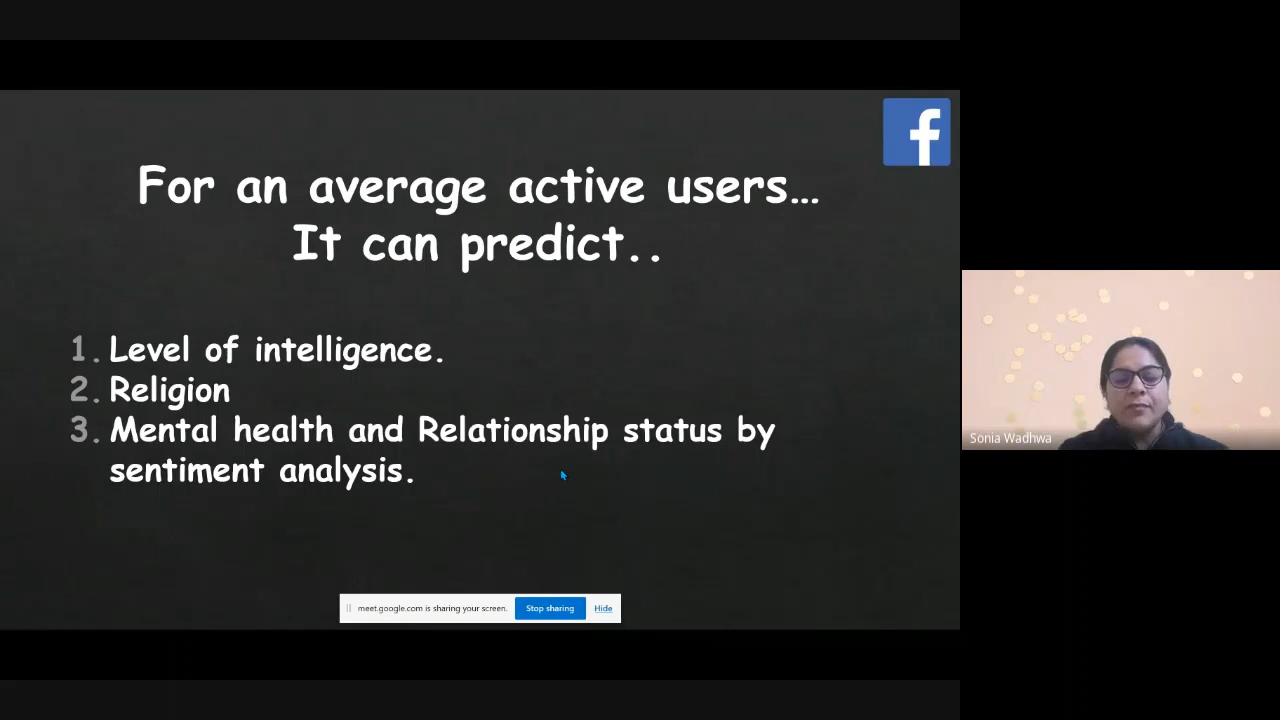 For an average active users…
It can predict..
1. Level of intelligence.
2. Religion
3. Mental health and Relationship status by
sentiment analysis.
Sonia Wadhwa
meet.google.com is sharing your screen. Stop sharing Hide